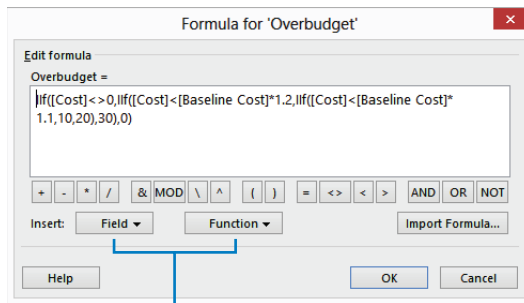 Formula for 'Overbudget'
Edit formula
Overbudget =
IIf([Cost]<>0,IIf([Cost]<[Baseline Cost]*1.2,IIf([Cost]<[Baseline Cost]*
1.1,10,20),30),0)
+ - * / & MOD \ ^ ( ) = <> < > AND OR NOT
Insert: Field Function Import Formula...
Help OK Cancel